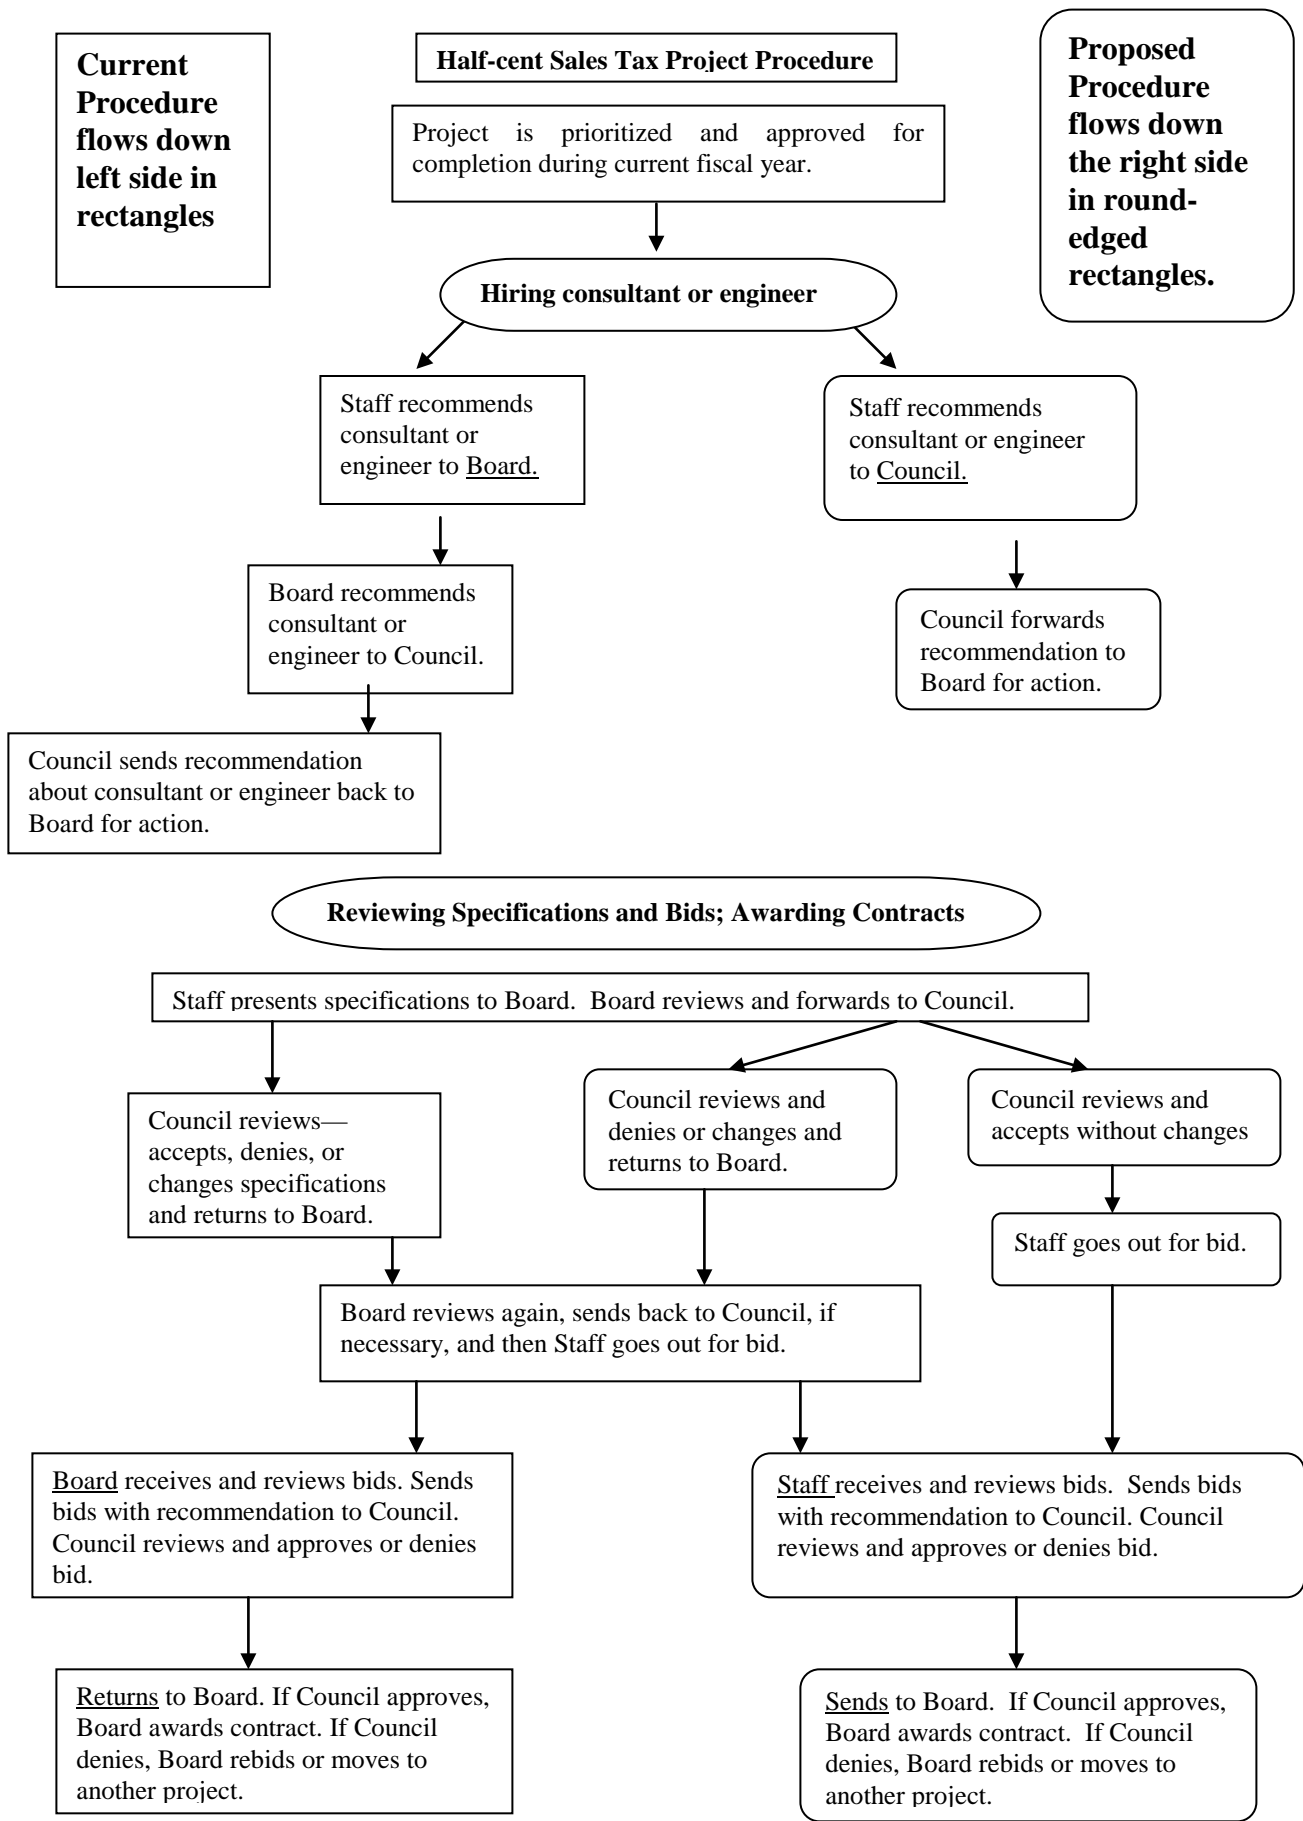 Current
Procedure
flows down
left side in
rectangles
Half-cent Sales Tax Project Procedure
Proposed
Procedure
flows down
the right side
in round-
edged
rectangles.
Project is prioritized and approved for
completion during current fiscal year.
Hiring consultant or engineer
Staff recommends
consultant or
engineer to Board.
Staff recommends
consultant or engineer
to Council.
Board recommends
consultant or
engineer to Council.
Council forwards
recommendation to
Board for action.
Council sends recommendation
about consultant or engineer back to
Board for action.
Reviewing Specifications and Bids; Awarding Contracts
Staff presents specifications to Board.  Board reviews and forwards to Council.
Council reviews—
accepts, denies, or
changes specifications
and returns to Board.
Council reviews and
denies or changes and
returns to Board.
Council reviews and
accepts without changes
Staff goes out for bid.
Board reviews again, sends back to Council, if
necessary, and then Staff goes out for bid.
Board receives and reviews bids. Sends
bids with recommendation to Council.
Council reviews and approves or denies
bid.
Staff receives and reviews bids.  Sends bids
with recommendation to Council. Council
reviews and approves or denies bid.
Returns to Board. If Council approves,
Board awards contract. If Council
denies, Board rebids or moves to
another project.
Sends to Board.  If Council approves,
Board awards contract.  If Council
denies, Board rebids or moves to
another project.